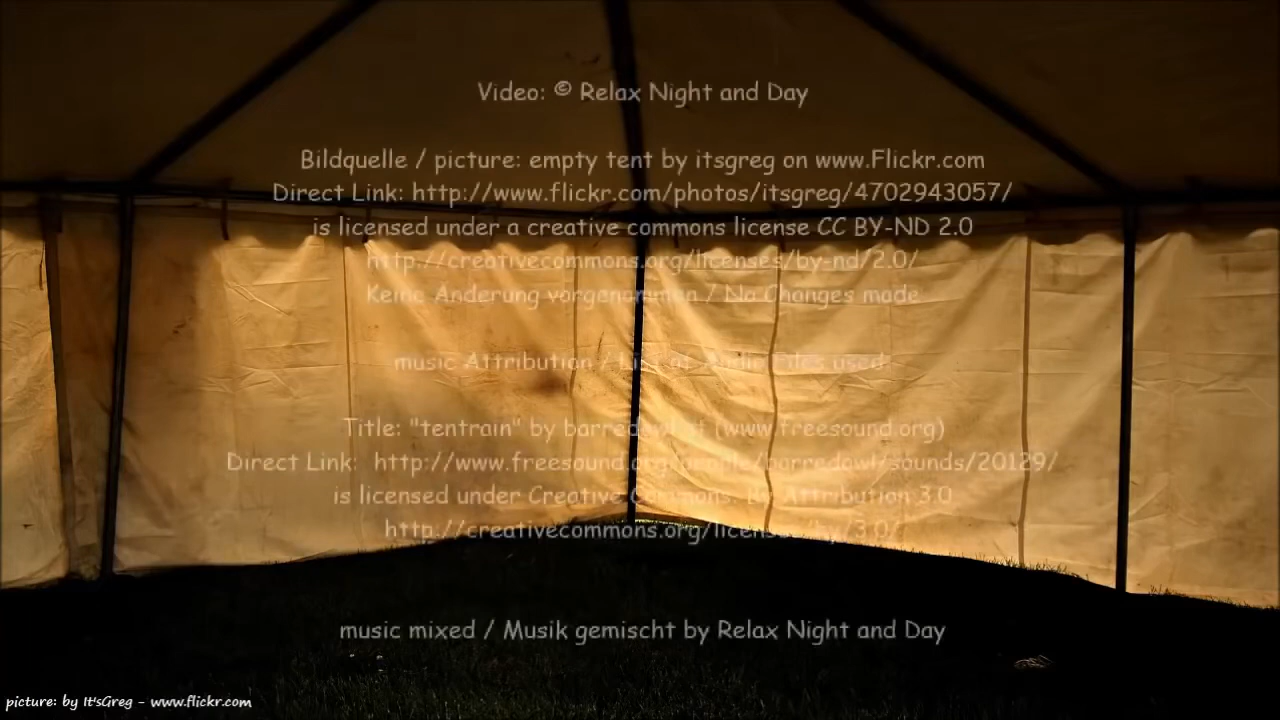 Video: © Relax Night and Day
Bildquelle / picture: empty tent by itsgreg on www.Flickr.com
Direct Link: http://www.flickr.com/photos/itsgreg/4702943057/
is licensed under a creative commons license CC BY-ND 2.0
http://creativecommons.org/licenses/by-nd/2.0/
Keine Änderung vorgenommen / No Changes made
music Attribution / List of Audio Files used
Title: "tentrain" by barredowl at (www.freesound.org)
Direct Link: http://www.freesound.org/people/barredowl/sounds/20129/
is licensed under Creative Commons: By Attribution 3.0
http://creativecommons.org/licenses/by/3.0/
music mixed / Musik gemischt by Relax Night and Day
picture: by It'sGreg - www.flickr.com